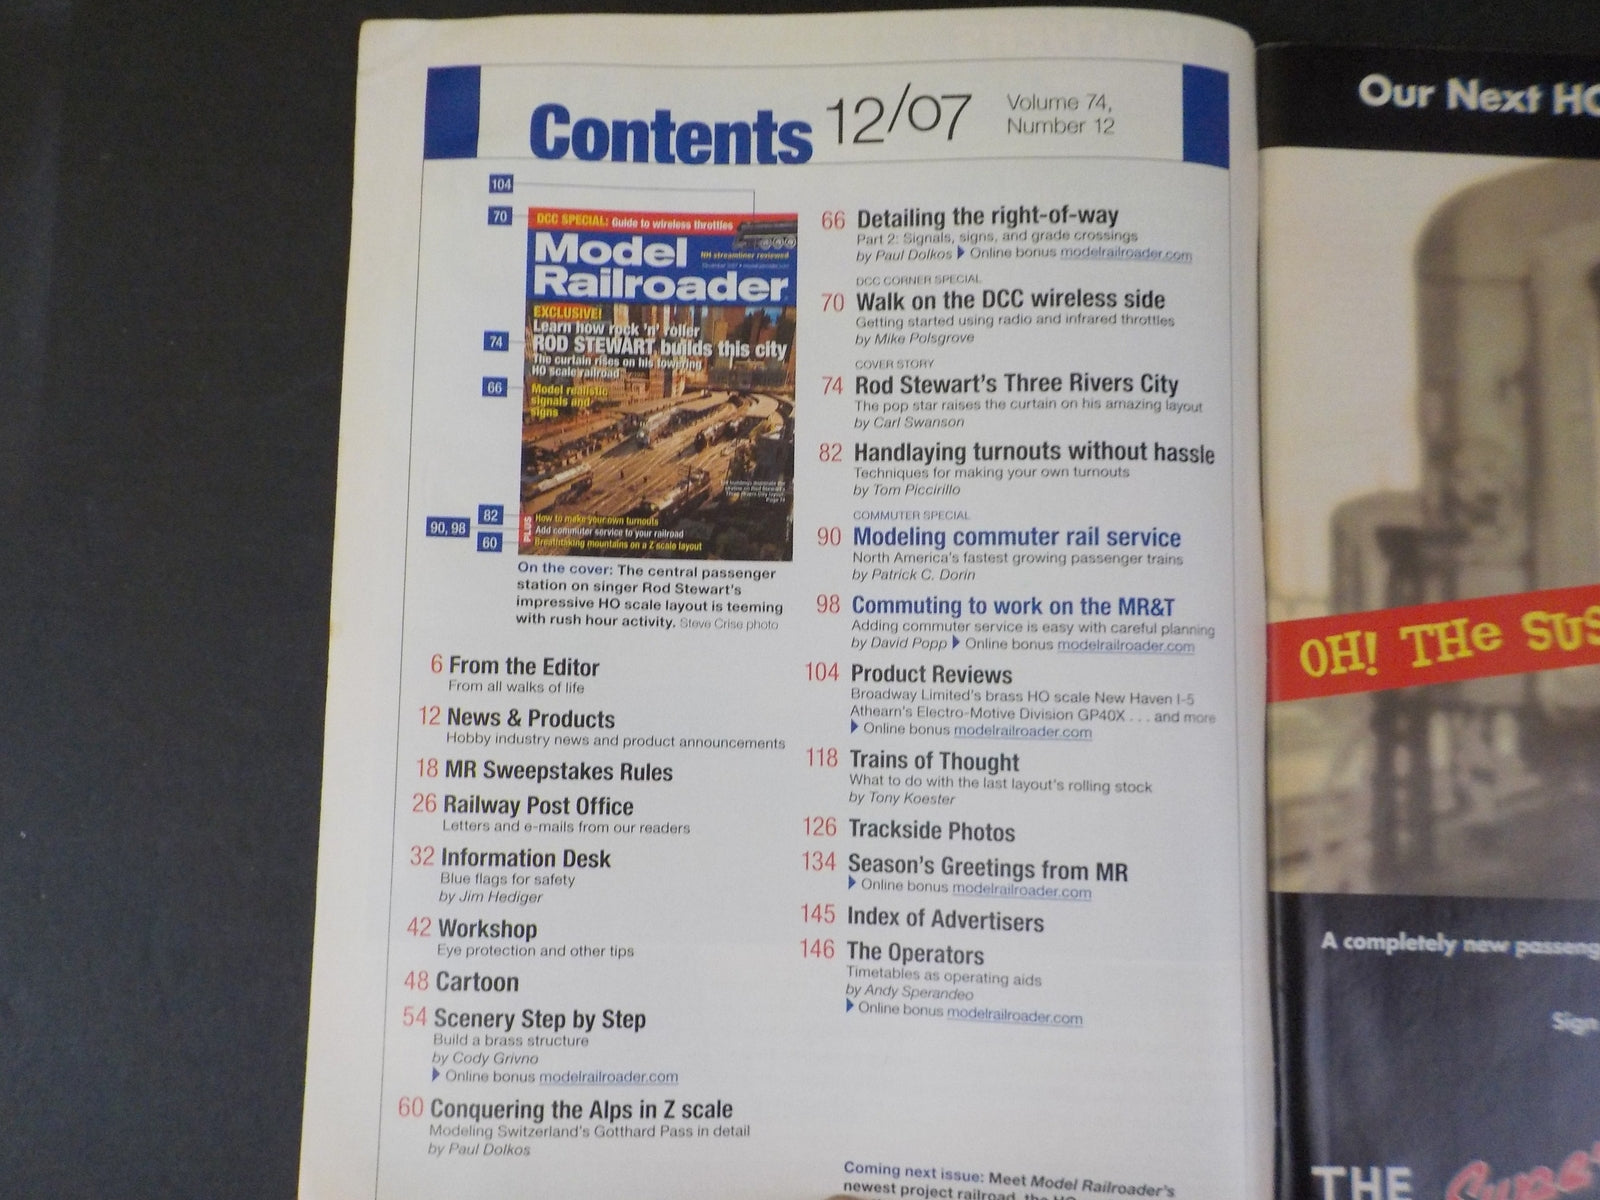 Contents 12/07 Volume 74,
Number 12
104
70
74
66
82
90, 98
60
DCC SPECIAL: Guide to wireless throttles
Model
Railroader
NH streamliner reviewed
EXCLUSIVE!
Learn how rock 'n' roller
ROD STEWART builds this city
The curtain rises on his towering
HO scale railroad
Model realistic
signals and
signs
PLUS
How to make your own turnouts
Add commuter service to your railroad
Breathtaking mountains on a Z scale layout
On the cover: The central passenger
station on singer Rod Stewart's
impressive HO scale layout is teeming
with rush hour activity. Steve Crise photo
6 From the Editor
From all walks of life
12 News & Products
Hobby industry news and product announcements
18 MR Sweepstakes Rules
26 Railway Post Office
Letters and e-mails from our readers
32 Information Desk
Blue flags for safety
by Jim Hediger
42 Workshop
Eye protection and other tips
48 Cartoon
54 Scenery Step by Step
Build a brass structure
by Cody Grivno
Online bonus modelrailroader.com
60 Conquering the Alps in Z scale
Modeling Switzerland's Gotthard Pass in detail
by Paul Dolkos
66 Detailing the right-of-way
Part 2: Signals, signs, and grade crossings
by Paul Dolkos Online bonus modelrailroader.com
DCC CORNER SPECIAL
70 Walk on the DCC wireless side
Getting started using radio and infrared throttles
by Mike Polsgrove
COVER STORY
74 Rod Stewart's Three Rivers City
The pop star raises the curtain on his amazing layout
by Carl Swanson
82 Handlaying turnouts without hassle
Techniques for making your own turnouts
by Tom Piccirillo
COMMUTER SPECIAL
90 Modeling commuter rail service
North America's fastest growing passenger trains
by Patrick C. Dorin
98 Commuting to work on the MR&T
Adding commuter service is easy with careful planning
by David Popp Online bonus modelrailroader.com
104 Product Reviews
Broadway Limited's brass HO scale New Haven I-5
Athearn's Electro-Motive Division GP40X . . . and more
Online bonus modelrailroader.com
118 Trains of Thought
What to do with the last layout's rolling stock
by Tony Koester
126 Trackside Photos
134 Season's Greetings from MR
Online bonus modelrailroader.com
145 Index of Advertisers
146 The Operators
Timetables as operating aids
by Andy Sperandeo
Online bonus modelrailroader.com
Coming next issue: Meet Model Railroader's
newest project railroad, the HO
Our Next HO
OH! THe SUS
A completely new passeng
Sign
THE